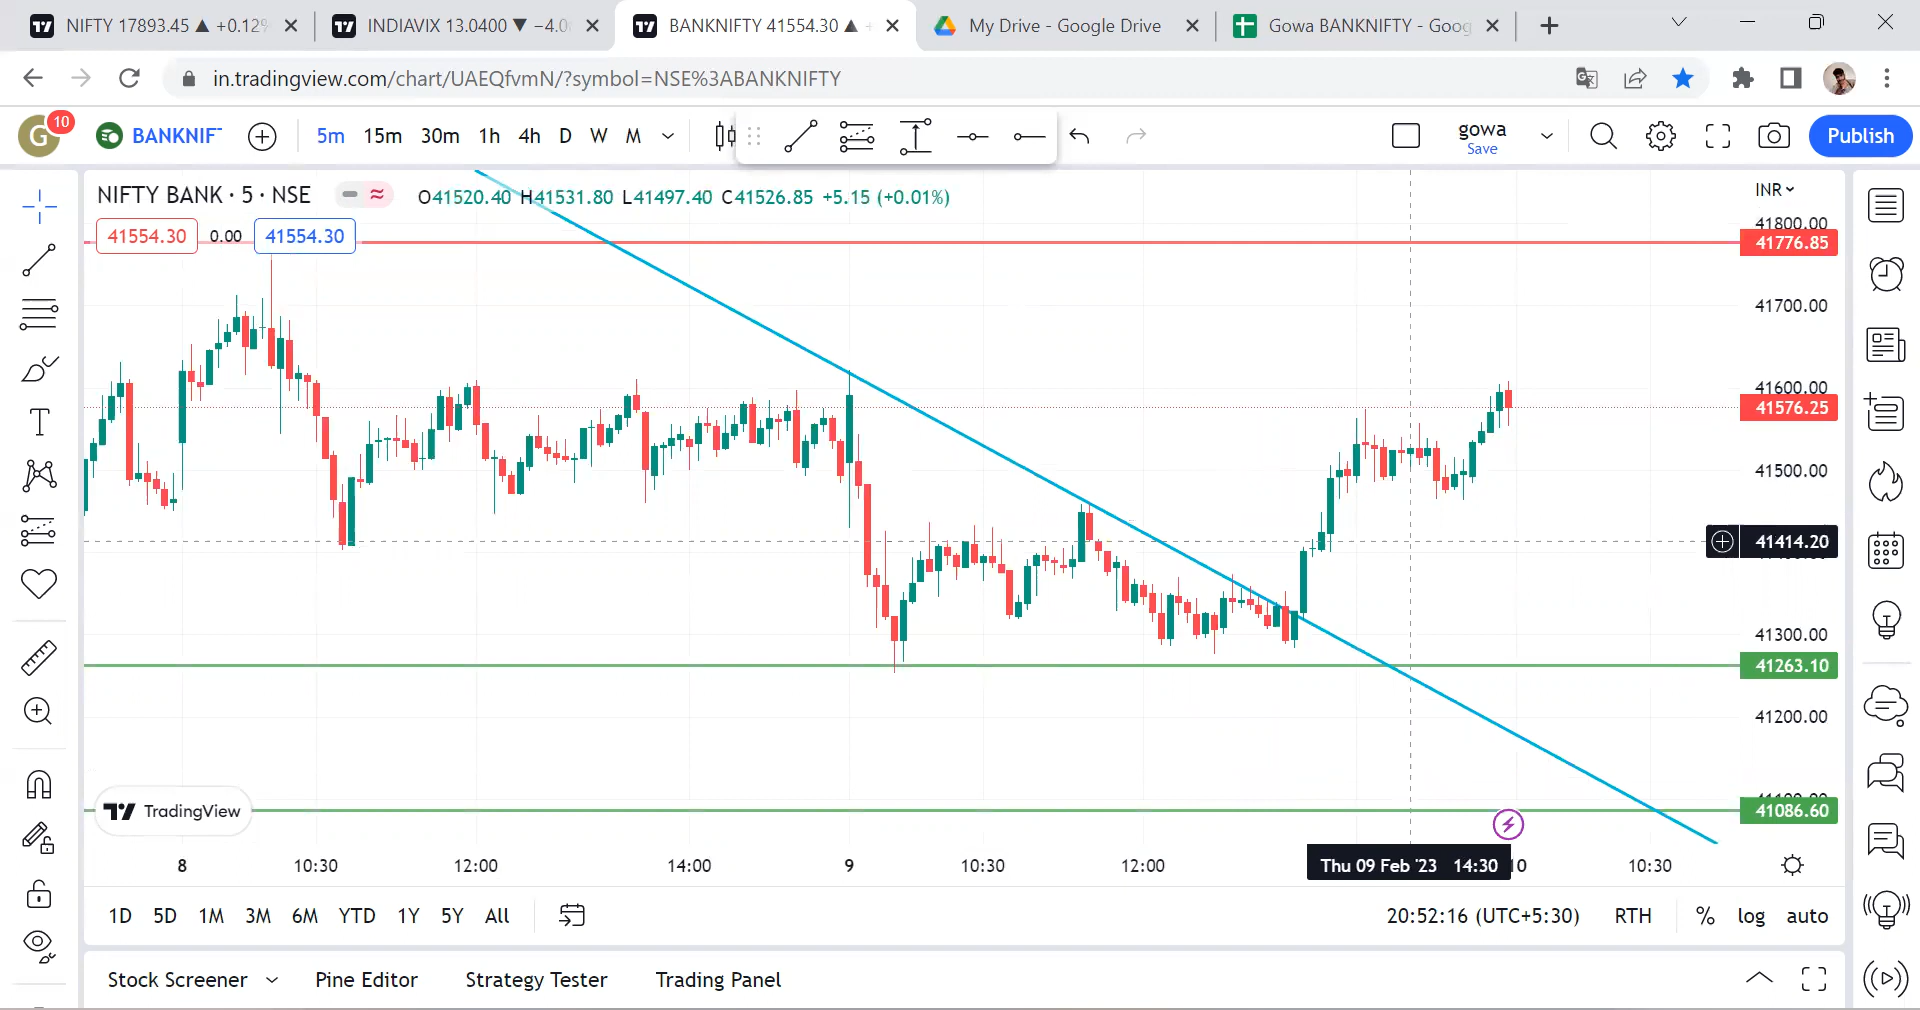 NIFTY 17893.45 ▲ +0.12%
INDIAVIX 13.0400 ▼ −4.0
BANKNIFTY 41554.30 ▲
My Drive - Google Drive
Gowa BANKNIFTY - Goog
in.tradingview.com/chart/UAEQfvmN/?symbol=NSE%3ABANKNIFTY
G 10 BANKNIF 5m 15m 30m 1h 4h D W M gowa Save Publish
NIFTY BANK · 5 · NSE O41520.40 H41531.80 L41497.40 C41526.85 +5.15 (+0.01%)
INR
41554.30 0.00 41554.30
41800.00
41776.85
41700.00
41600.00
41576.25
41500.00
41414.20
41300.00
41263.10
41200.00
41086.60
TradingView
8 10:30 12:00 14:00 9 10:30 12:00 Thu 09 Feb '23 14:30 10 10:30
1D 5D 1M 3M 6M YTD 1Y 5Y All 20:52:16 (UTC+5:30) RTH % log auto
Stock Screener Pine Editor Strategy Tester Trading Panel